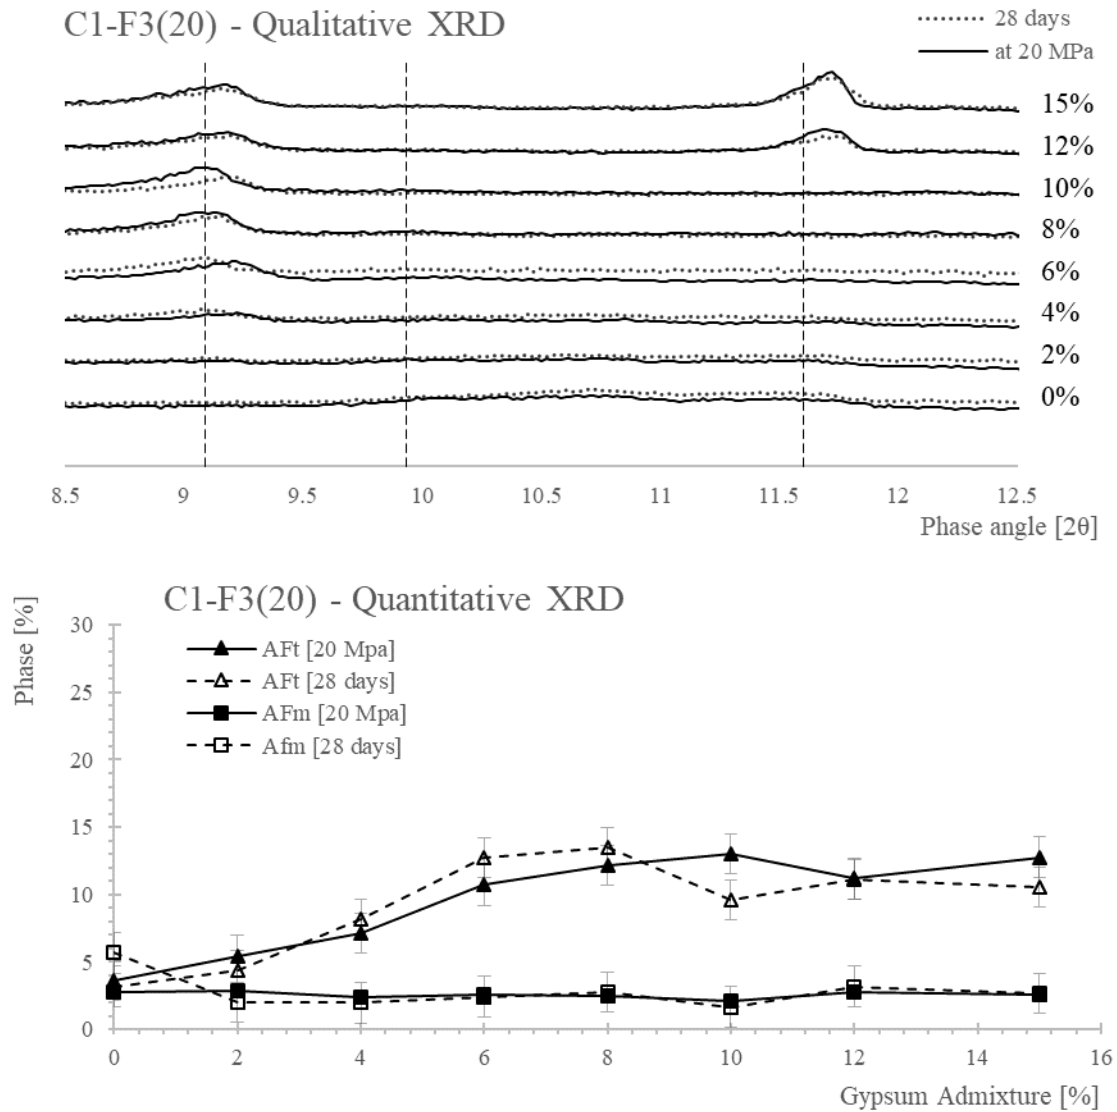 C1-F3(20) - Qualitative XRD
28 days
at 20 MPa
15%
12%
10%
8%
6%
4%
2%
0%
8.5 9 9.5 10 10.5 11 11.5 12 12.5
Phase angle [2θ]
C1-F3(20) - Quantitative XRD
Phase [%]
AFt [20 Mpa]
AFt [28 days]
AFm [20 Mpa]
Afm [28 days]
30
25
20
15
10
5
0
0 2 4 6 8 10 12 14 16
Gypsum Admixture [%]